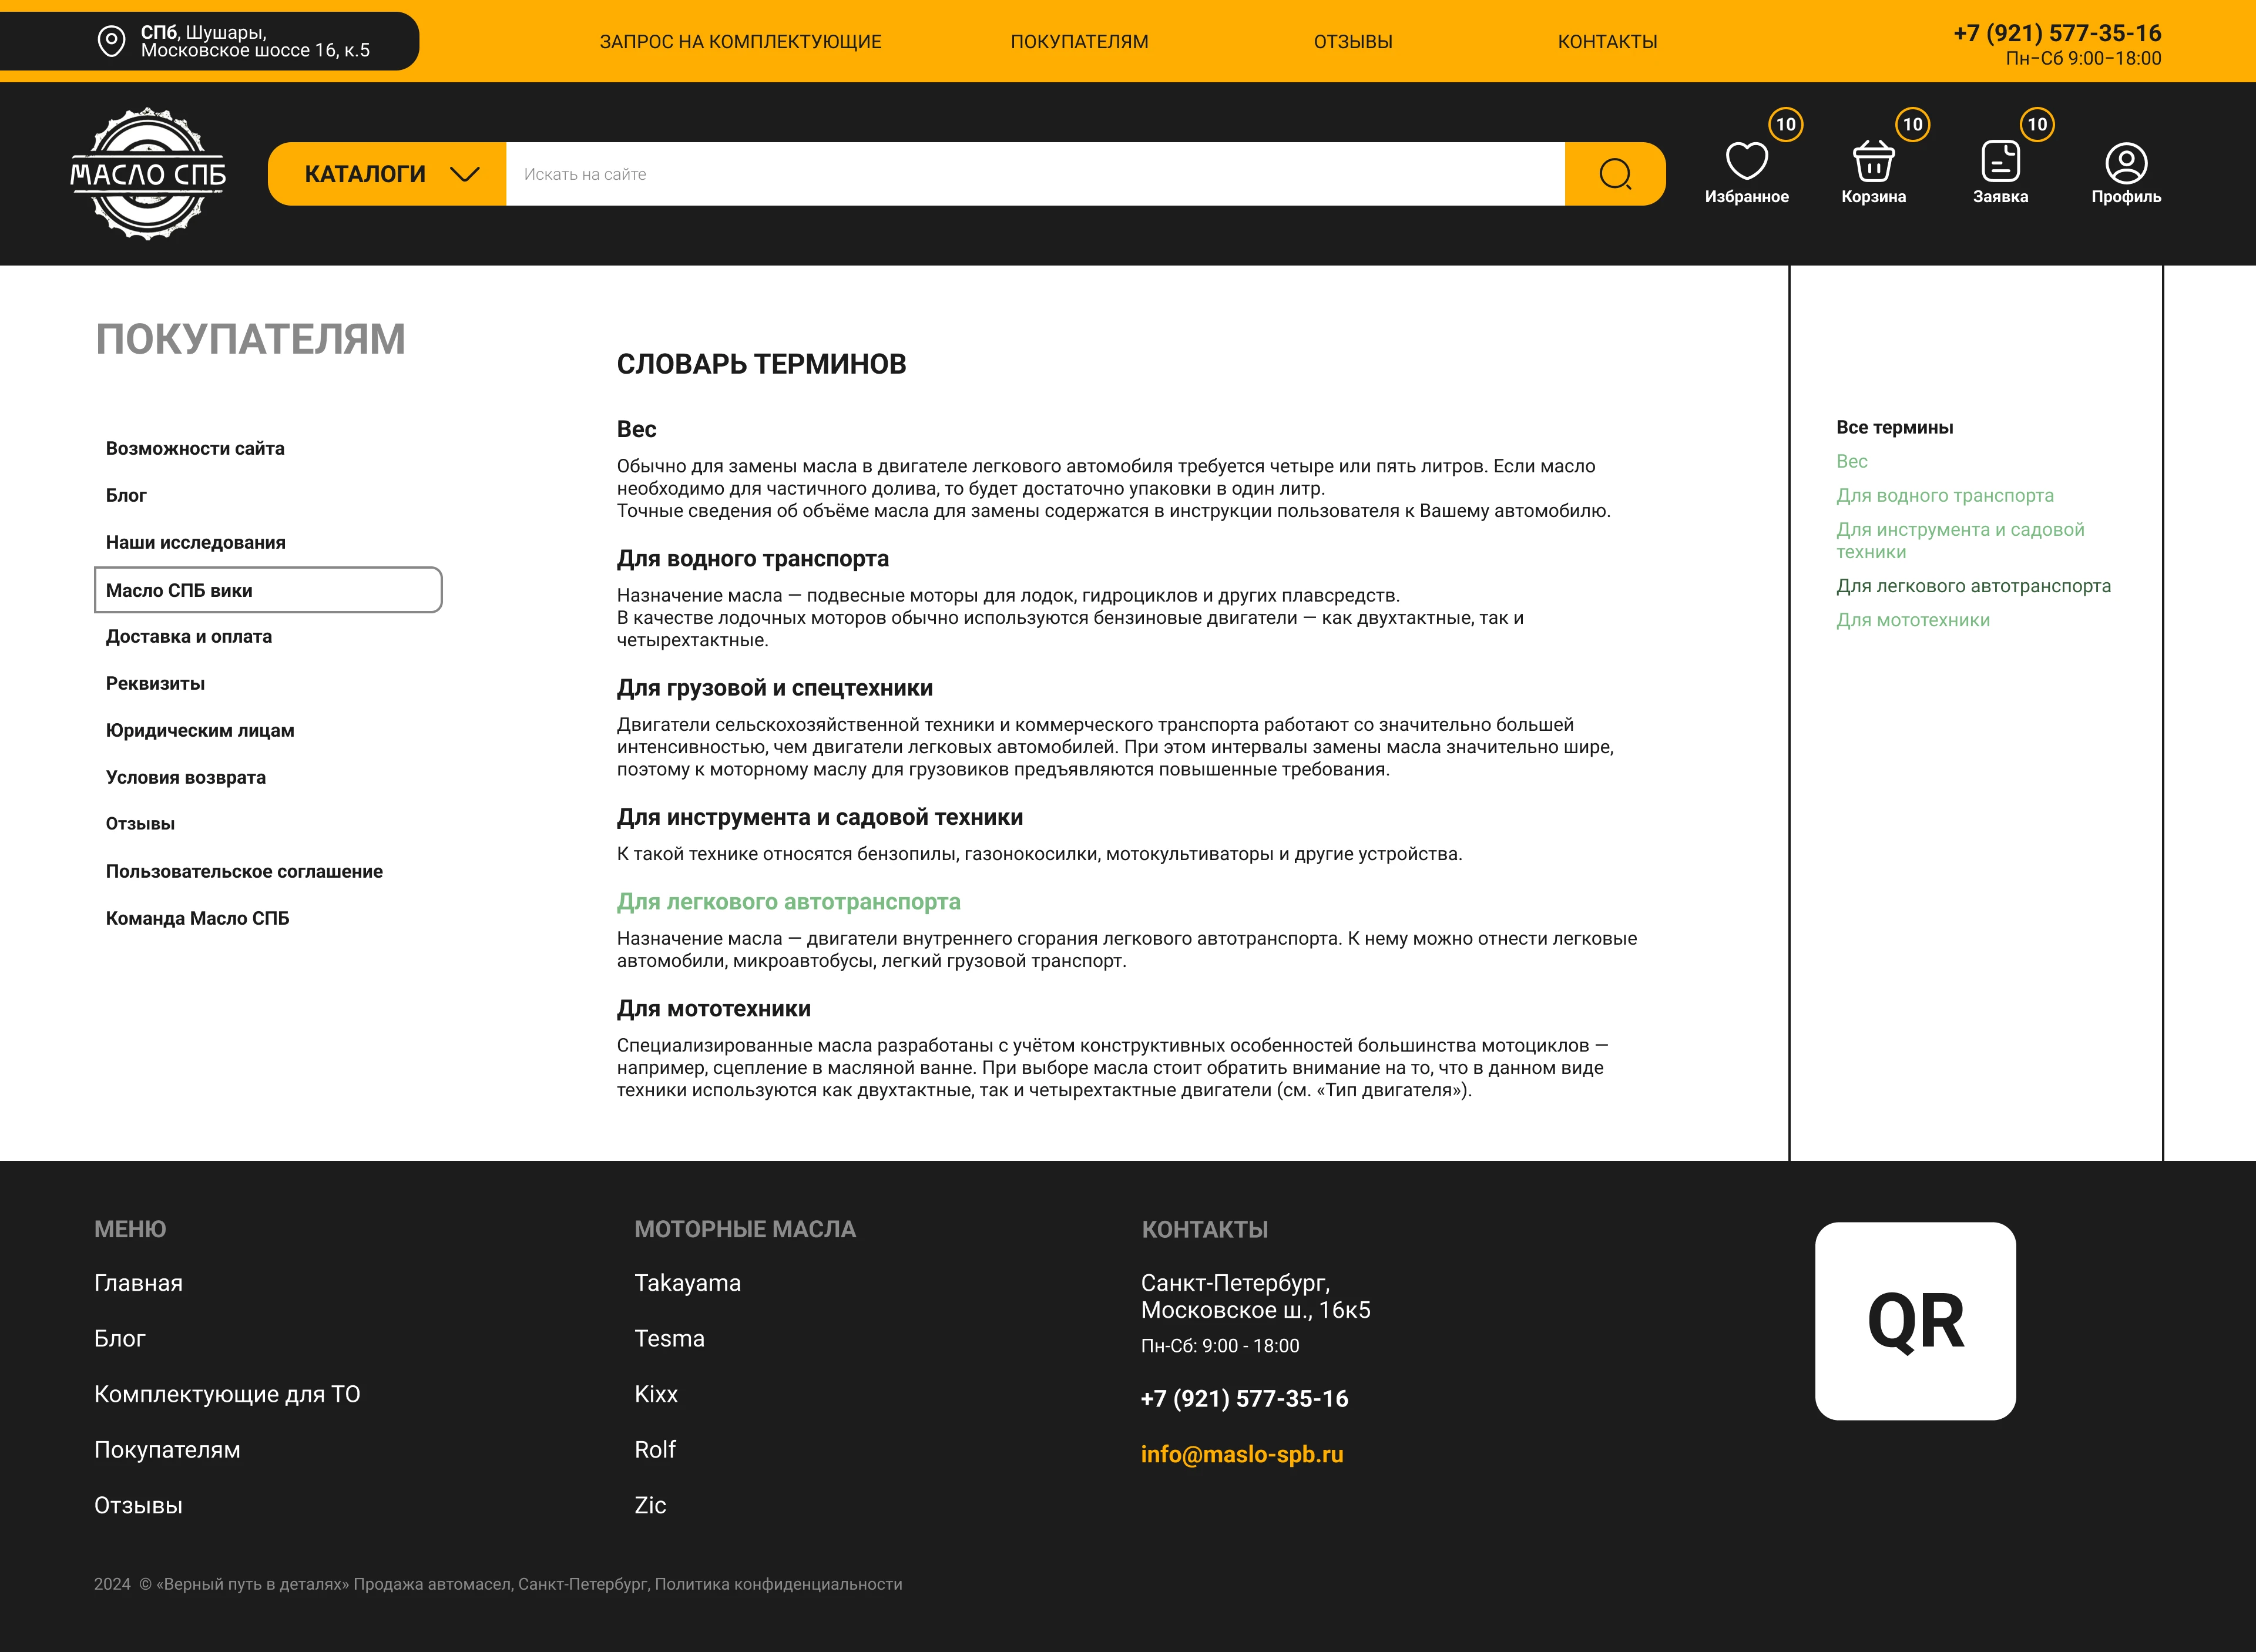 СПб, Шушары,
Московское шоссе 16, к.5
ЗАПРОС НА КОМПЛЕКТУЮЩИЕ
ПОКУПАТЕЛЯМ
ОТЗЫВЫ
КОНТАКТЫ
+7 (921) 577-35-16
Пн–Сб 9:00–18:00
МАСЛО СПБ
КАТАЛОГИ
Искать на сайте
10
Избранное
10
Корзина
10
Заявка
Профиль
ПОКУПАТЕЛЯМ
Возможности сайта
Блог
Наши исследования
Масло СПБ вики
Доставка и оплата
Реквизиты
Юридическим лицам
Условия возврата
Отзывы
Пользовательское соглашение
Команда Масло СПБ
СЛОВАРЬ ТЕРМИНОВ
Вес
Обычно для замены масла в двигателе легкового автомобиля требуется четыре или пять литров. Если масло
необходимо для частичного долива, то будет достаточно упаковки в один литр.
Точные сведения об объёме масла для замены содержатся в инструкции пользователя к Вашему автомобилю.
Для водного транспорта
Назначение масла — подвесные моторы для лодок, гидроциклов и других плавсредств.
В качестве лодочных моторов обычно используются бензиновые двигатели — как двухтактные, так и
четырехтактные.
Для грузовой и спецтехники
Двигатели сельскохозяйственной техники и коммерческого транспорта работают со значительно большей
интенсивностью, чем двигатели легковых автомобилей. При этом интервалы замены масла значительно шире,
поэтому к моторному маслу для грузовиков предъявляются повышенные требования.
Для инструмента и садовой техники
К такой технике относятся бензопилы, газонокосилки, мотокультиваторы и другие устройства.
Для легкового автотранспорта
Назначение масла — двигатели внутреннего сгорания легкового автотранспорта. К нему можно отнести легковые
автомобили, микроавтобусы, легкий грузовой транспорт.
Для мототехники
Специализированные масла разработаны с учётом конструктивных особенностей большинства мотоциклов —
например, сцепление в масляной ванне. При выборе масла стоит обратить внимание на то, что в данном виде
техники используются как двухтактные, так и четырехтактные двигатели (см. «Тип двигателя»).
Все термины
Вес
Для водного транспорта
Для инструмента и садовой
техники
Для легкового автотранспорта
Для мототехники
МЕНЮ
Главная
Блог
Комплектующие для ТО
Покупателям
Отзывы
МОТОРНЫЕ МАСЛА
Takayama
Tesma
Kixx
Rolf
Zic
КОНТАКТЫ
Санкт-Петербург,
Московское ш., 16к5
Пн-Сб: 9:00 - 18:00
+7 (921) 577-35-16
info@maslo-spb.ru
QR
2024 © «Верный путь в деталях» Продажа автомасел, Санкт-Петербург, Политика конфиденциальности